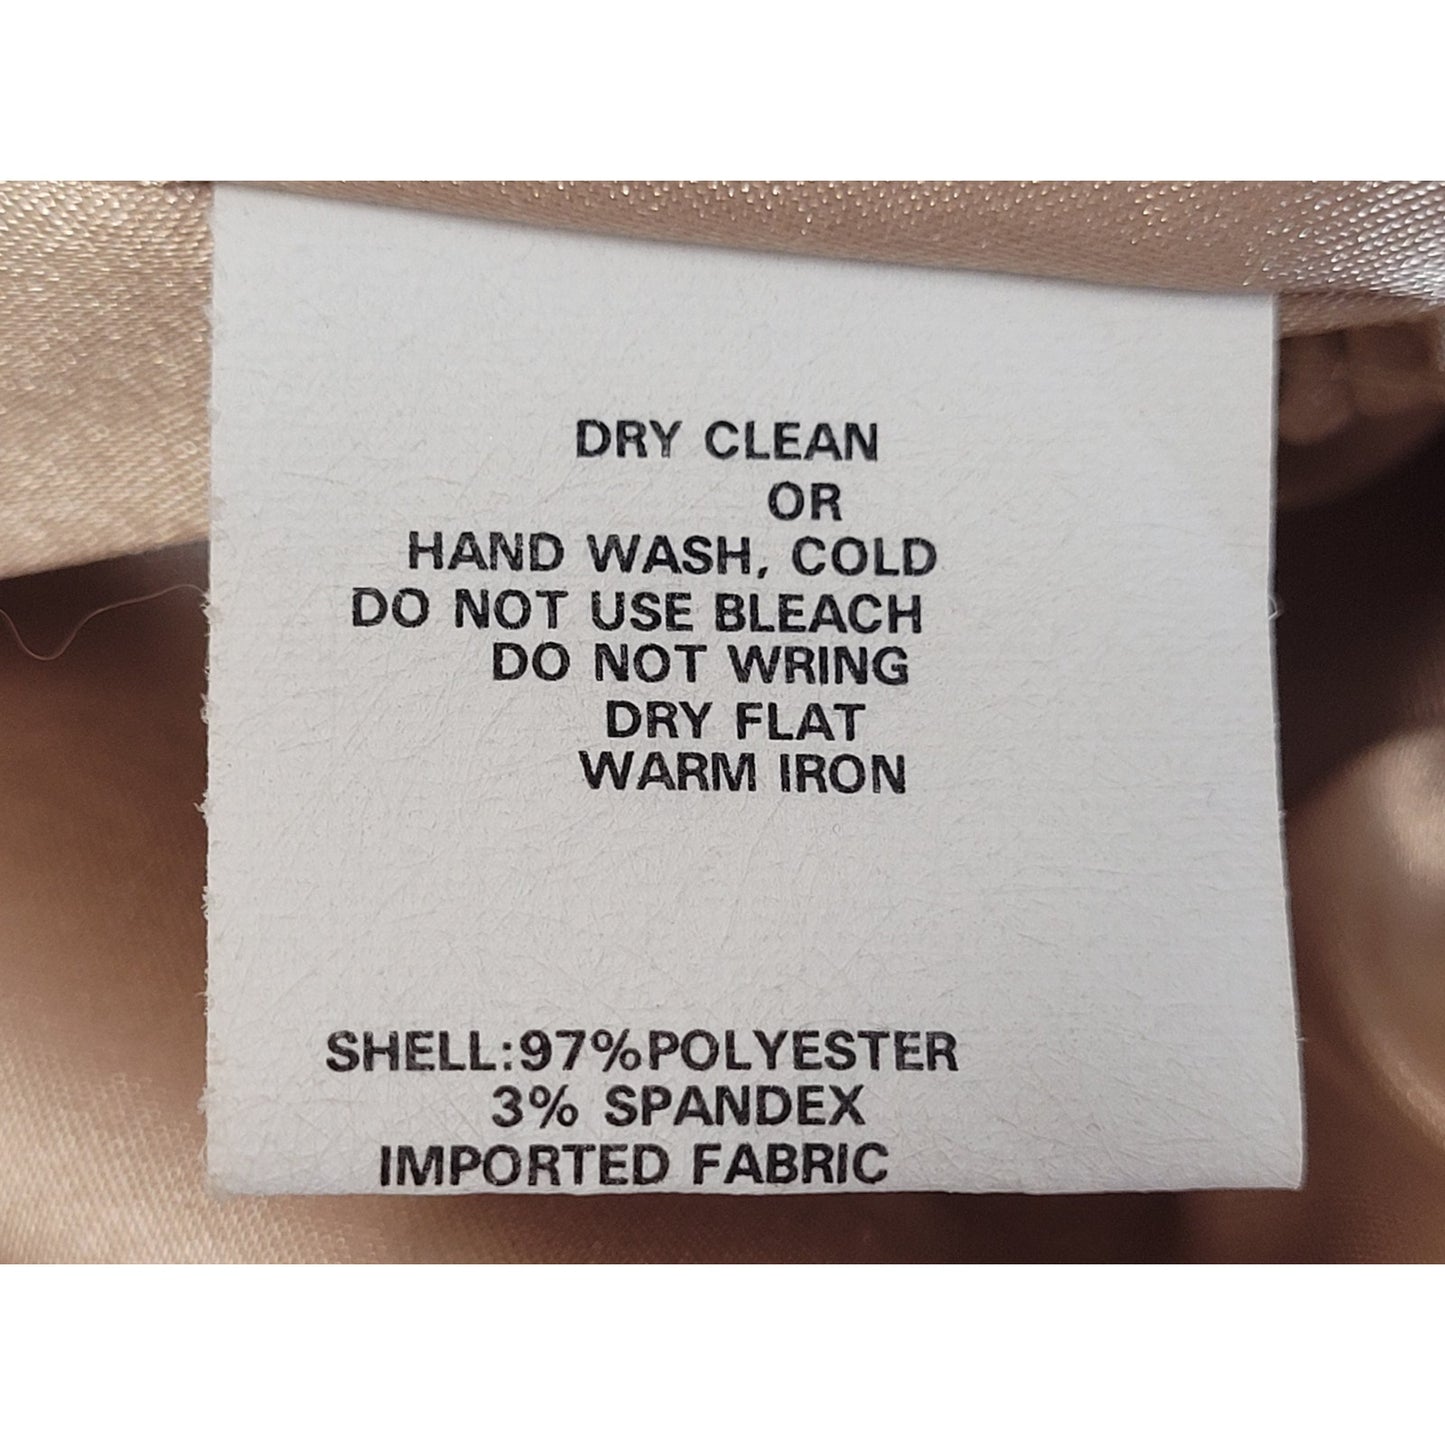 DRY CLEAN
OR
HAND WASH, COLD
DO NOT USE BLEACH
DO NOT WRING
DRY FLAT
WARM IRON
SHELL:97%POLYESTER
3% SPANDEX
IMPORTED FABRIC